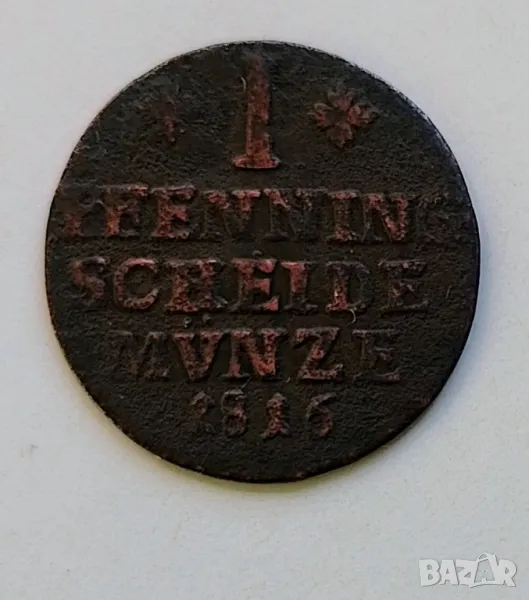 1
PFENNING
SCHEIDE
MVNZE
1816
BAZAR